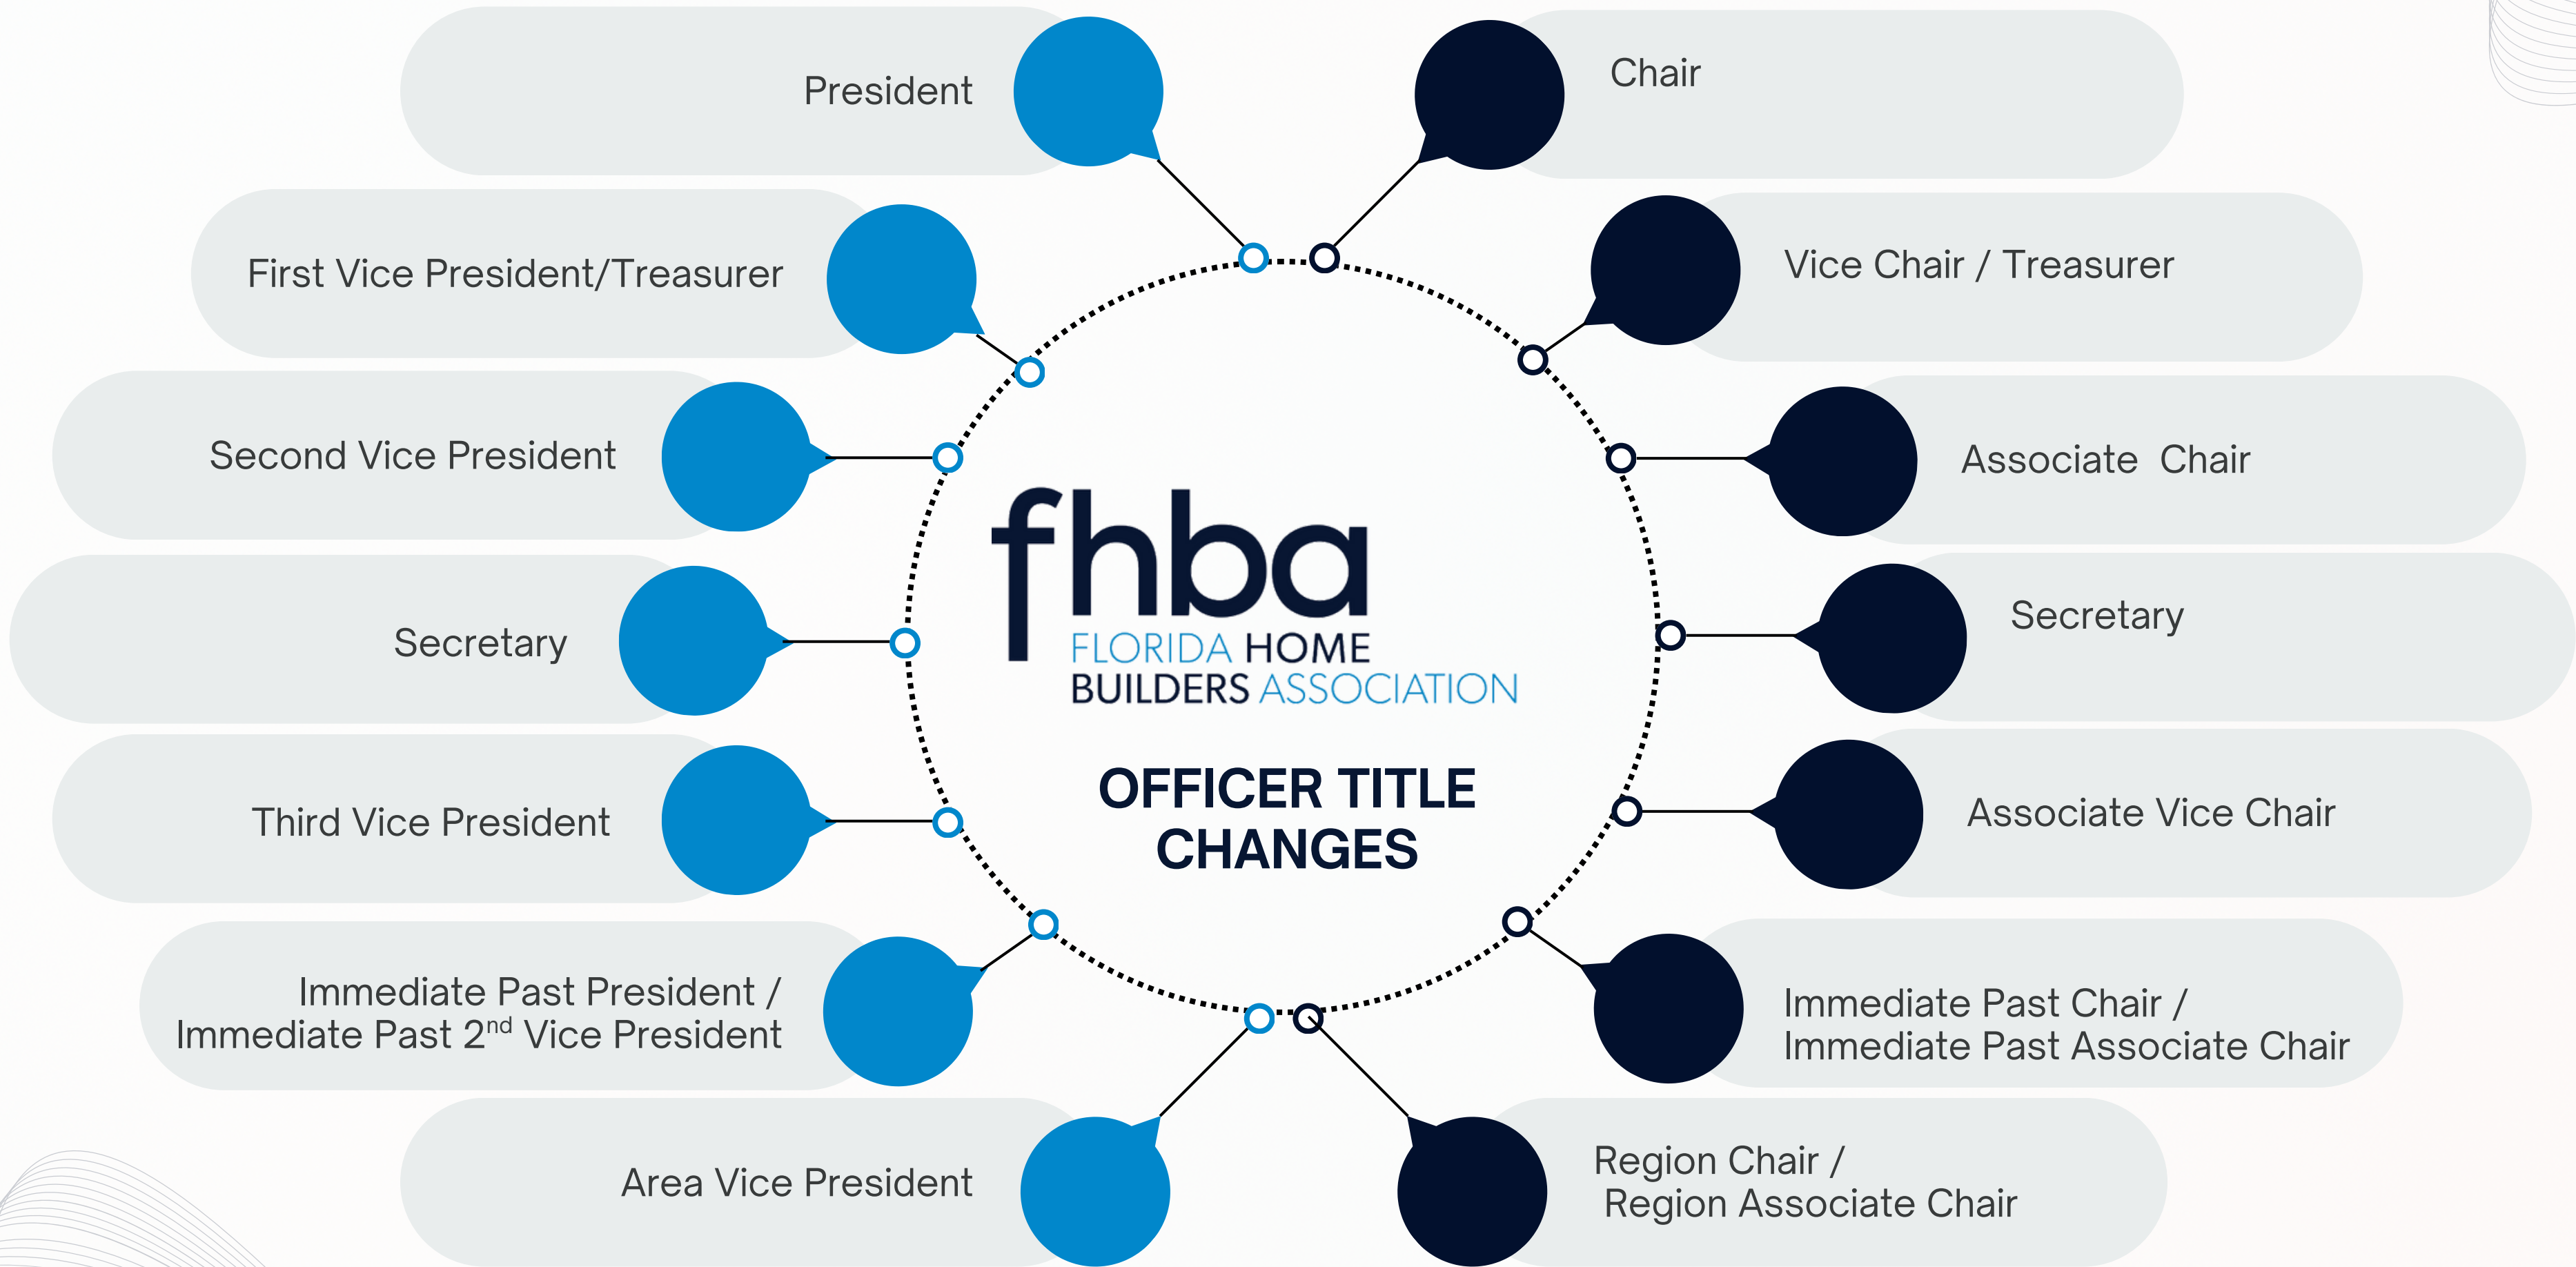 President
Chair
First Vice President/Treasurer
Vice Chair / Treasurer
Second Vice President
Associate  Chair
Secretary
Secretary
Third Vice President
Associate Vice Chair
Immediate Past President /
Immediate Past 2nd Vice President
Immediate Past Chair /
Immediate Past Associate Chair
Area Vice President
Region Chair /
Region Associate Chair
fhba
FLORIDA HOME
BUILDERS ASSOCIATION
OFFICER TITLE
CHANGES